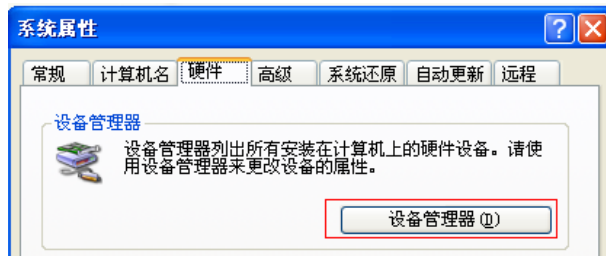 系统属性
常规 计算机名 硬件 高级 系统还原 自动更新 远程
设备管理器
设备管理器列出所有安装在计算机上的硬件设备。请使
用设备管理器来更改设备的属性。
设备管理器(D)